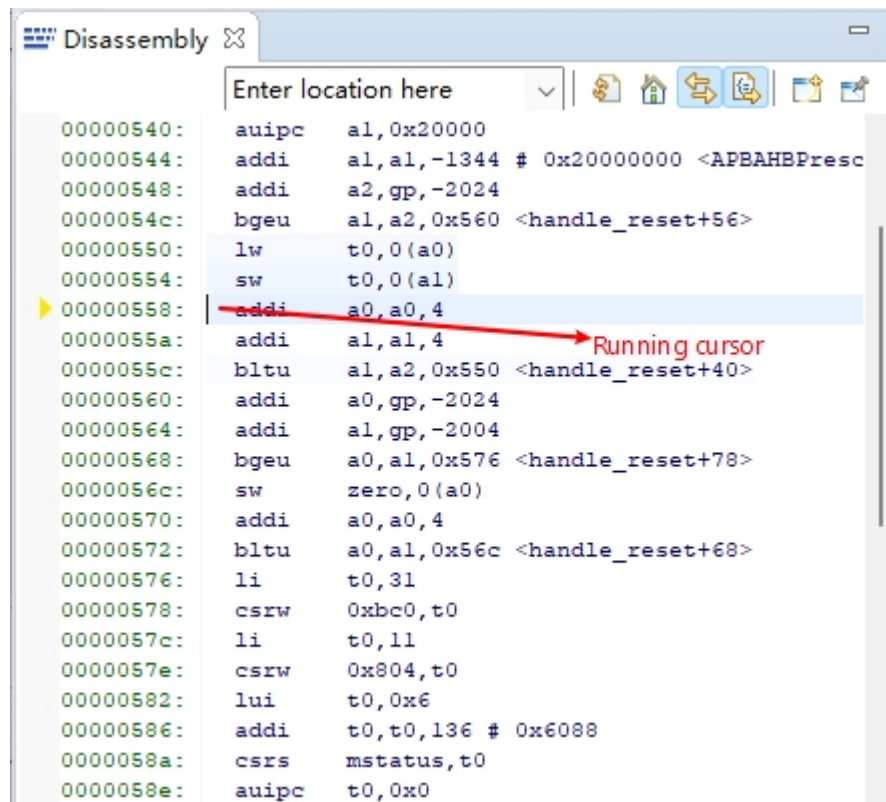 Disassembly
Enter location here
00000540: auipc a1,0x20000
00000544: addi a1,a1,-1344 # 0x20000000 <APBAHBPresc
00000548: addi a2,gp,-2024
0000054c: bgeu a1,a2,0x560 <handle_reset+56>
00000550: lw t0,0(a0)
00000554: sw t0,0(a1)
00000558: addi a0,a0,4
0000055a: addi a1,a1,4
Running cursor
0000055c: bltu a1,a2,0x550 <handle_reset+40>
00000560: addi a0,gp,-2024
00000564: addi a1,gp,-2004
00000568: bgeu a0,a1,0x576 <handle_reset+78>
0000056c: sw zero,0(a0)
00000570: addi a0,a0,4
00000572: bltu a0,a1,0x56c <handle_reset+68>
00000576: li t0,31
00000578: csrw 0xbc0,t0
0000057c: li t0,11
0000057e: csrw 0x804,t0
00000582: lui t0,0x6
00000586: addi t0,t0,136 # 0x6088
0000058a: csrs mstatus,t0
0000058e: auipc t0,0x0